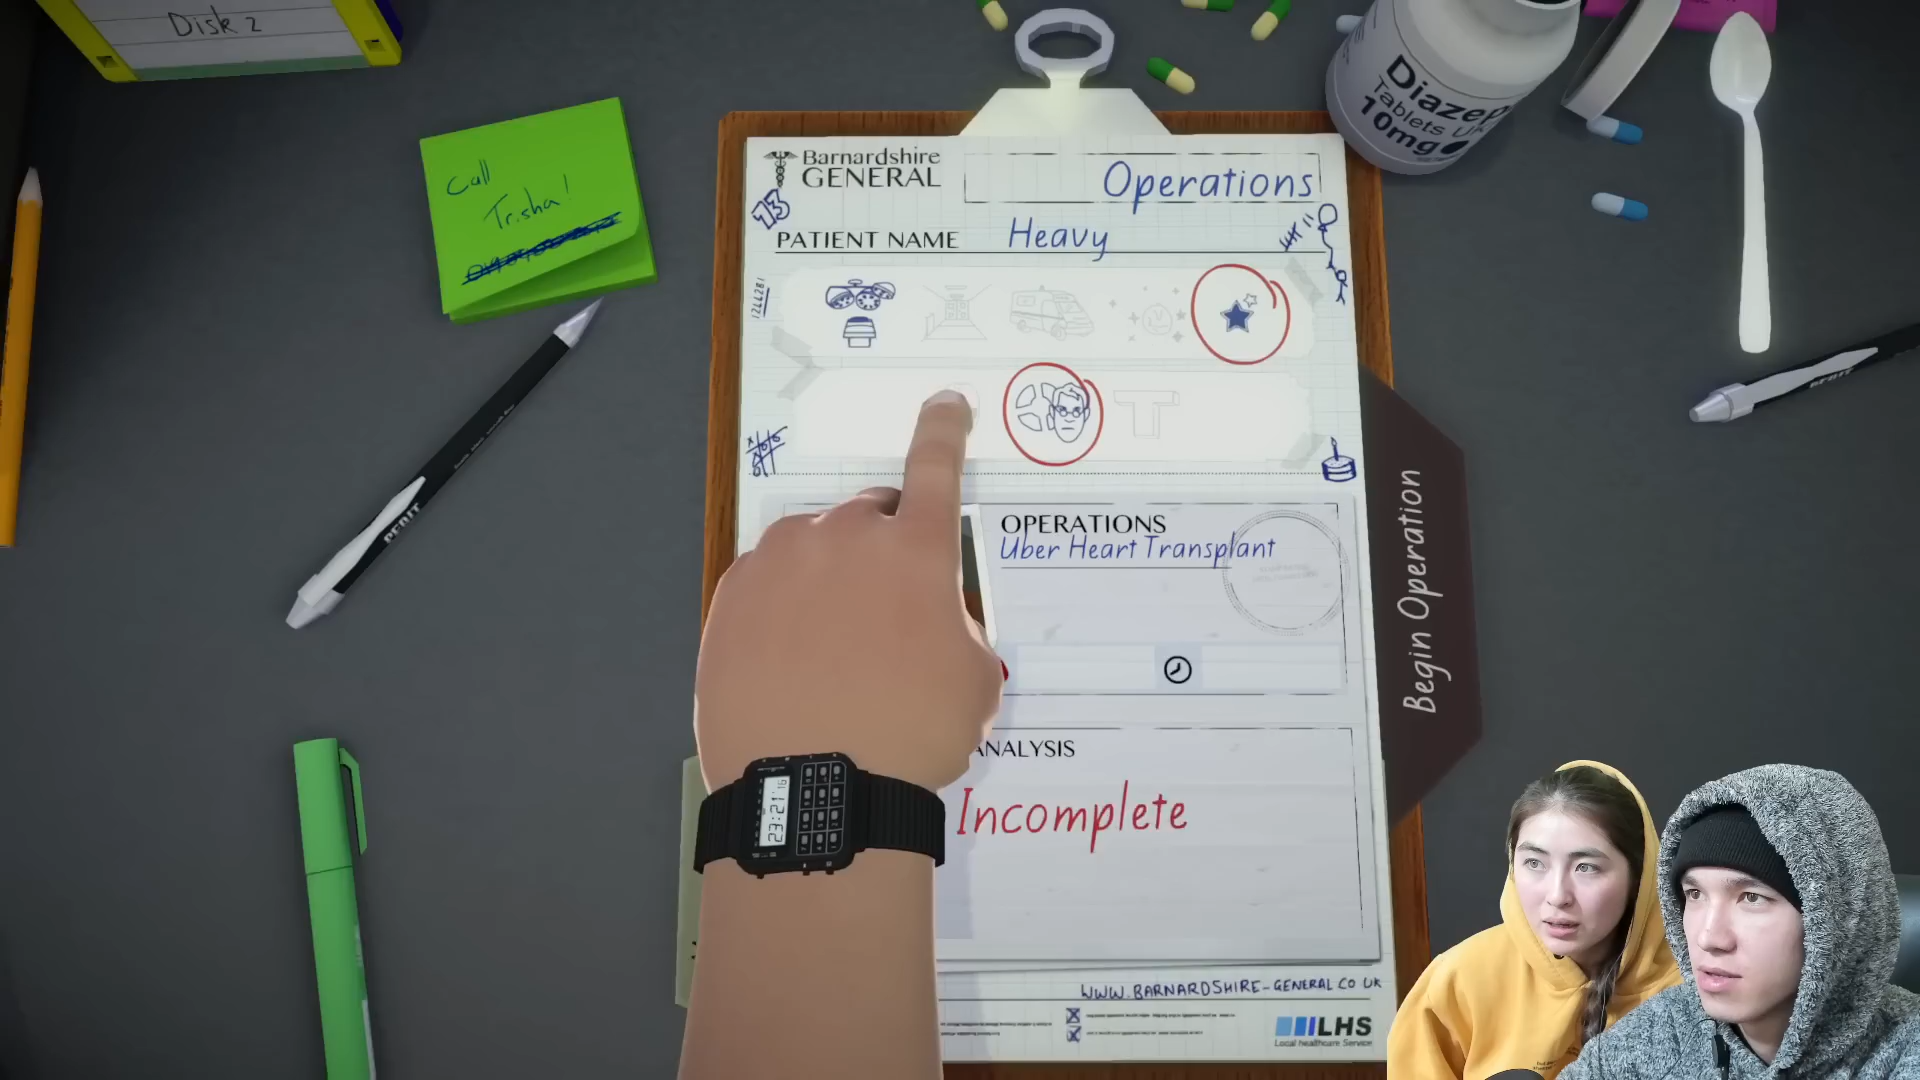 Disk 2
Call
Trisha!
Diazep
Tablets U
10mg
Barnardshire
GENERAL
Operations
13
PATIENT NAME Heavy
OPERATIONS
Uber Heart Transplant
ANALYSIS
Incomplete
Begin Operation
23:21
WWW.BARNARDSHIRE-GENERAL.CO.UK
LHS
Local healthcare Service